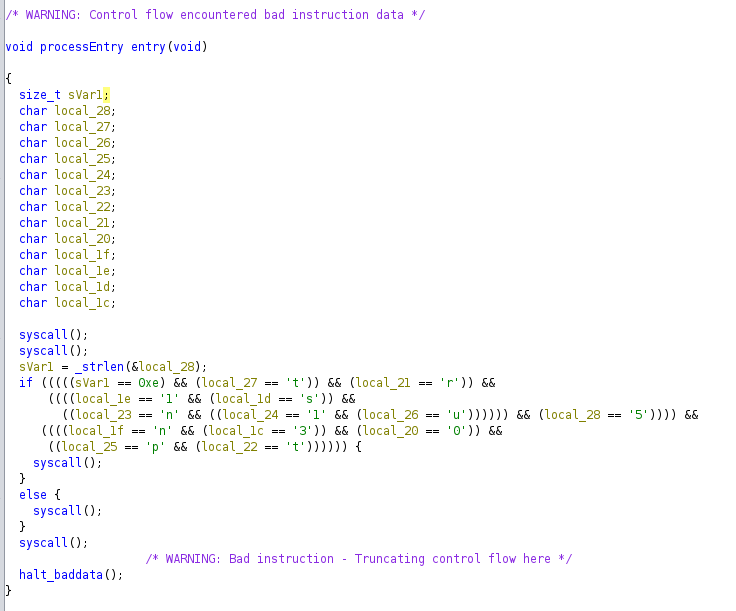 /* WARNING: Control flow encountered bad instruction data */
void processEntry entry(void)
{
size_t sVar1;
char local_28;
char local_27;
char local_26;
char local_25;
char local_24;
char local_23;
char local_22;
char local_21;
char local_20;
char local_1f;
char local_1e;
char local_1d;
char local_1c;
syscall();
syscall();
sVar1 = _strlen(&local_28);
if (((((sVar1 == 0xe) && (local_27 == 't')) && (local_21 == 'r')) &&
((((local_1e == '1' && (local_1d == 's')) &&
((local_23 == 'n' && ((local_24 == '1' && (local_26 == 'u')))))) && (local_28 == '5')))) &&
((((local_1f == 'n' && (local_1c == '3')) && (local_20 == '0')) &&
((local_25 == 'p' && (local_22 == 't')))))) {
syscall();
}
else {
syscall();
}
syscall();
/* WARNING: Bad instruction - Truncating control flow here */
halt_baddata();
}